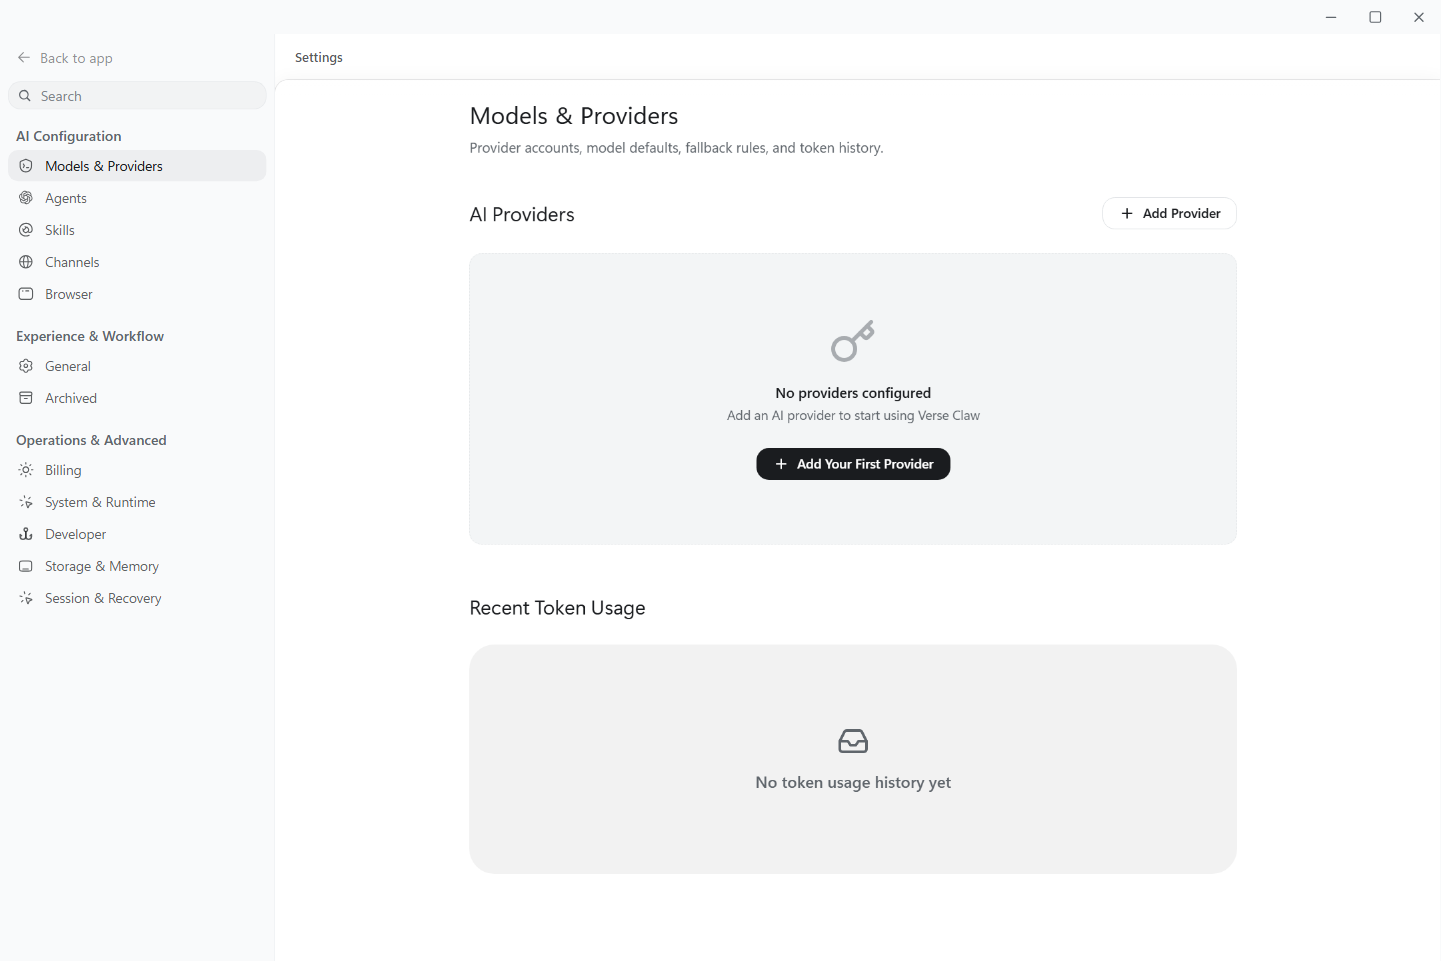 Back to app
Search
AI Configuration
Models & Providers
Agents
Skills
Channels
Browser
Experience & Workflow
General
Archived
Operations & Advanced
Billing
System & Runtime
Developer
Storage & Memory
Session & Recovery
Settings
Models & Providers
Provider accounts, model defaults, fallback rules, and token history.
AI Providers
Add Provider
No providers configured
Add an AI provider to start using Verse Claw
Add Your First Provider
Recent Token Usage
No token usage history yet